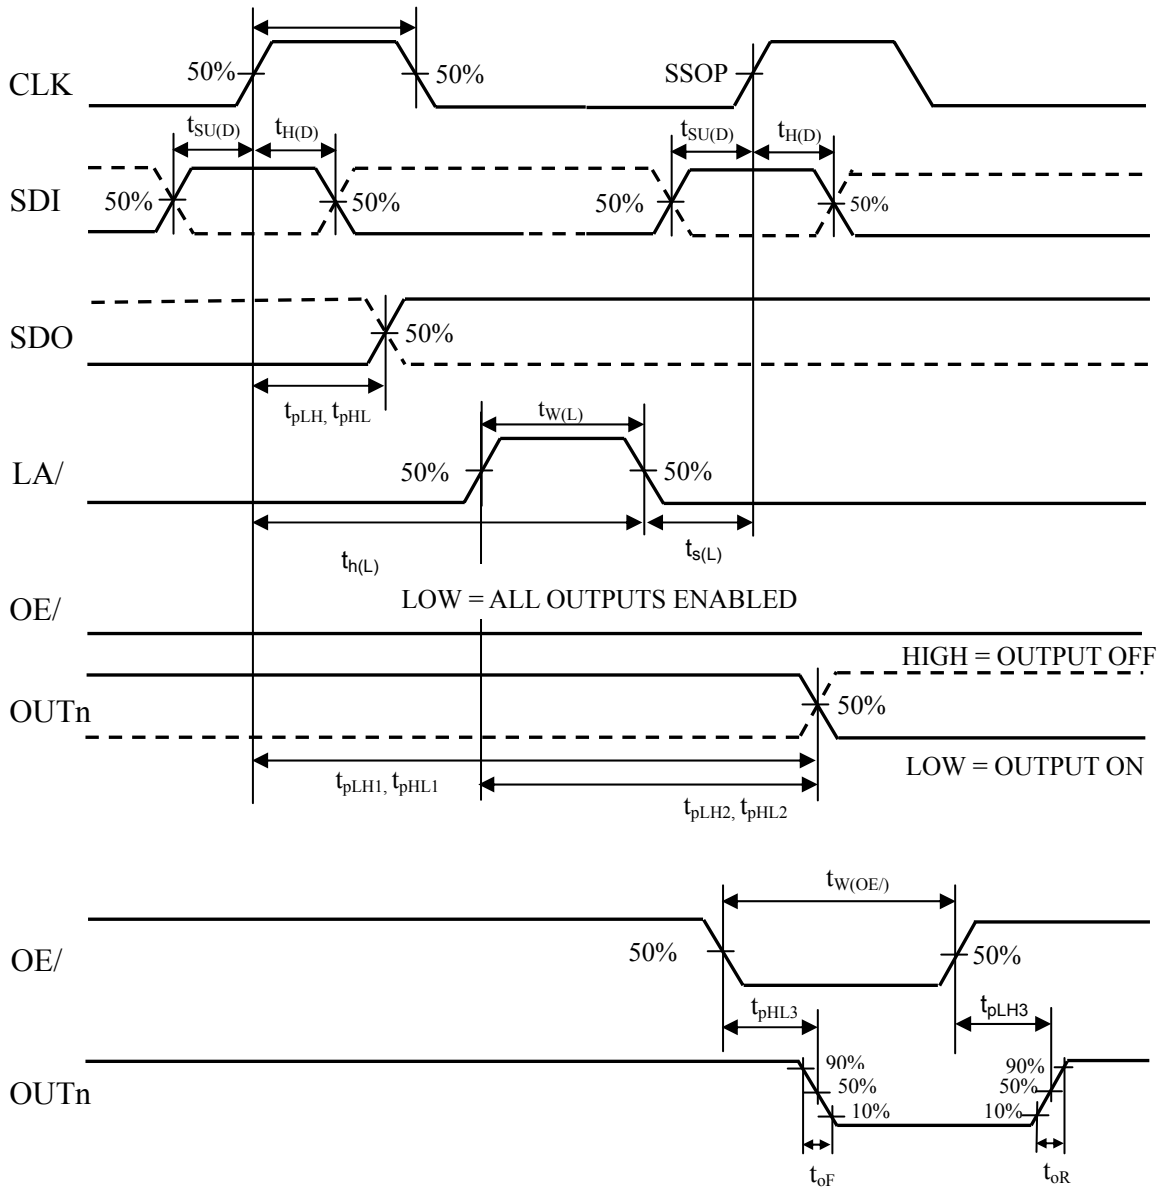 CLK
50%
50%
SSOP
tSU(D)
tH(D)
tSU(D)
tH(D)
SDI
50%
50%
50%
50%
SDO
50%
tpLH, tpHL
tW(L)
LA/
50%
50%
th(L)
ts(L)
OE/
LOW = ALL OUTPUTS ENABLED
HIGH = OUTPUT OFF
OUTn
50%
LOW = OUTPUT ON
tpLH1, tpHL1
tpLH2, tpHL2
tW(OE/)
OE/
50%
50%
tpHL3
tpLH3
OUTn
90%
50%
10%
90%
50%
10%
toF
toR